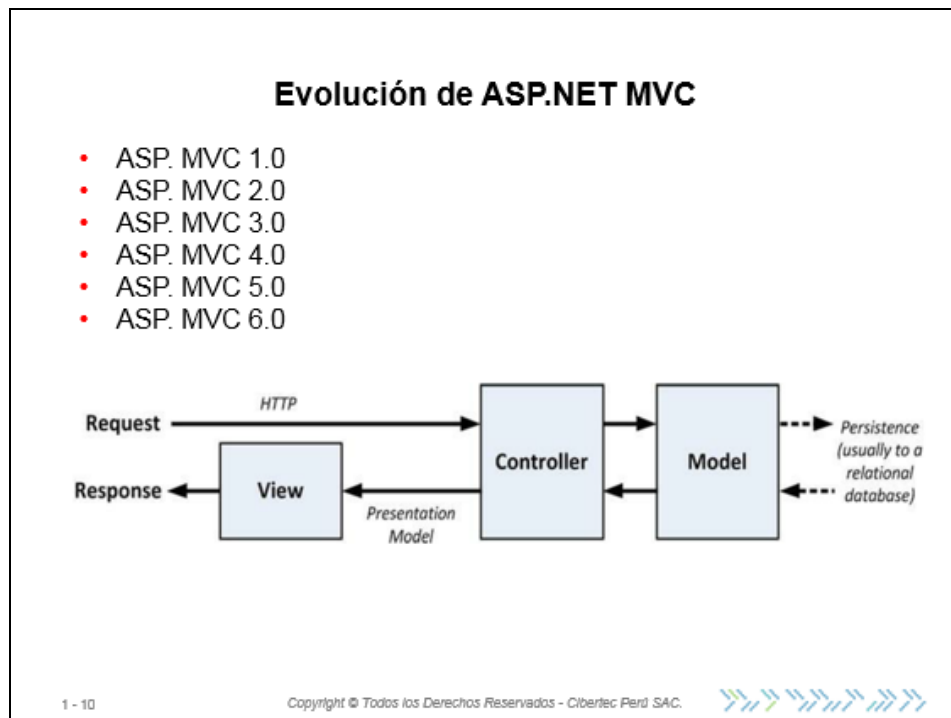 Evolución de ASP.NET MVC
• ASP. MVC 1.0
• ASP. MVC 2.0
• ASP. MVC 3.0
• ASP. MVC 4.0
• ASP. MVC 5.0
• ASP. MVC 6.0
Request
HTTP
Controller
Model
Persistence
(usually to a
relational
database)
Response
View
Presentation
Model
1 - 10
Copyright © Todos los Derechos Reservados - Cibertec Perú SAC.